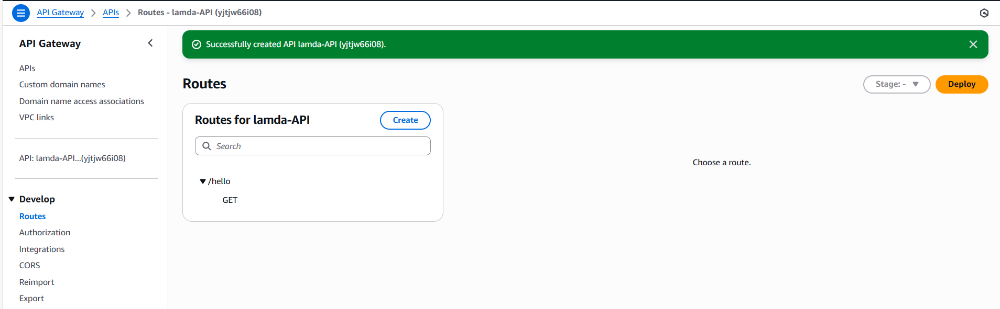 API Gateway > APIs > Routes - lamda-API (yjtjw66i08)
API Gateway
APIs
Custom domain names
Domain name access associations
VPC links
API: lamda-API...(yjtjw66i08)
Develop
Routes
Authorization
Integrations
CORS
Reimport
Export
Successfully created API lamda-API (yjtjw66i08).
Routes
Stage: -
Deploy
Routes for lamda-API
Create
Search
/hello
GET
Choose a route.